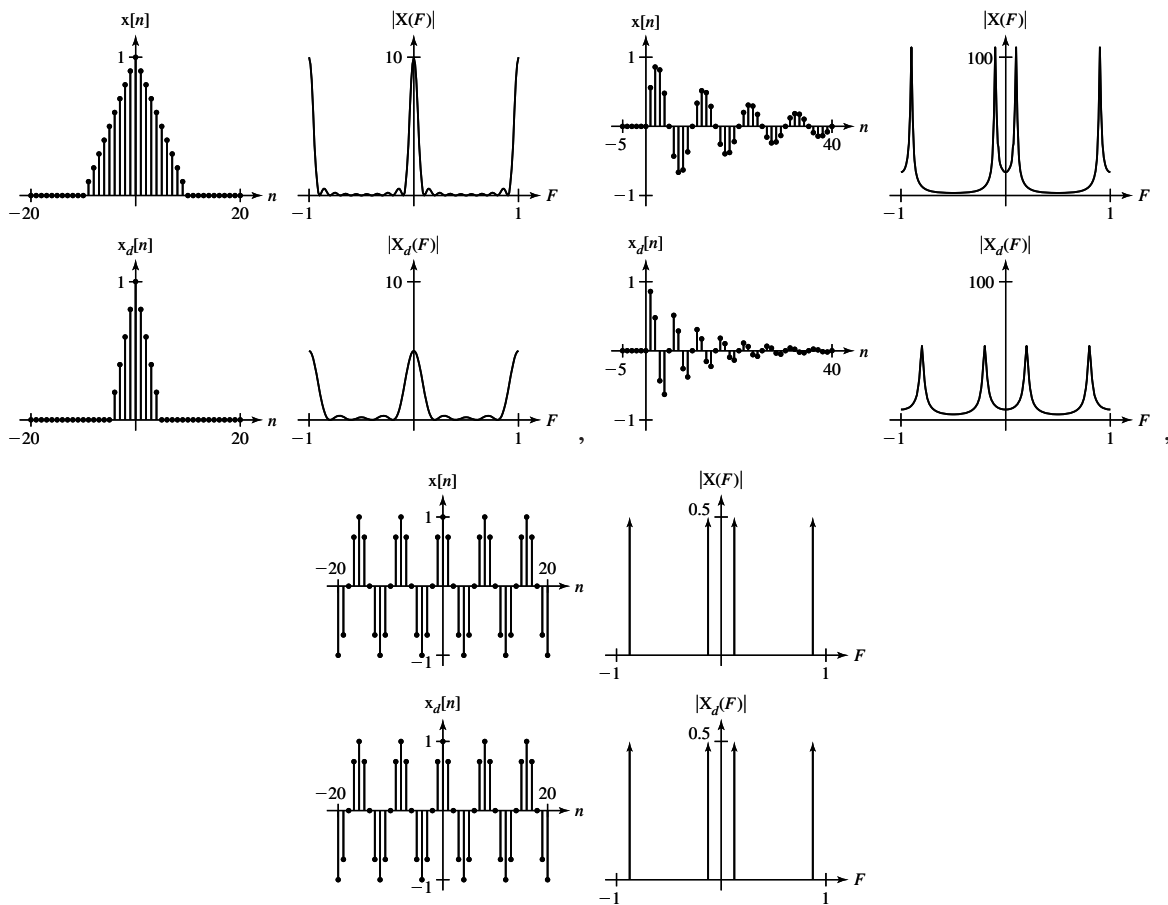 x[n] |X(F)| x[n] |X(F)|
1 10 1 100
−5 40 n
−1
−20 20 n −1 1 F −1 1 F
x_d[n] |X_d(F)| x_d[n] |X_d(F)|
1 10 1 100
−5 40 n
−1
−20 20 n −1 1 F , −1 1 F ,
x[n] |X(F)|
1 0.5
−20 20 n
−1 −1 1 F
x_d[n] |X_d(F)|
1 0.5
−20 20 n
−1 −1 1 F